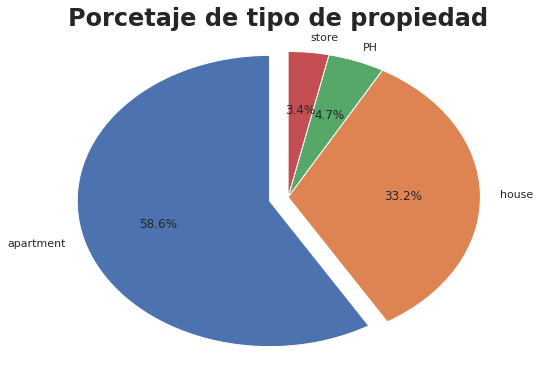 Porcetaje de tipo de propiedad
store
PH
3.4%
4.7%
33.2%
house
58.6%
apartment